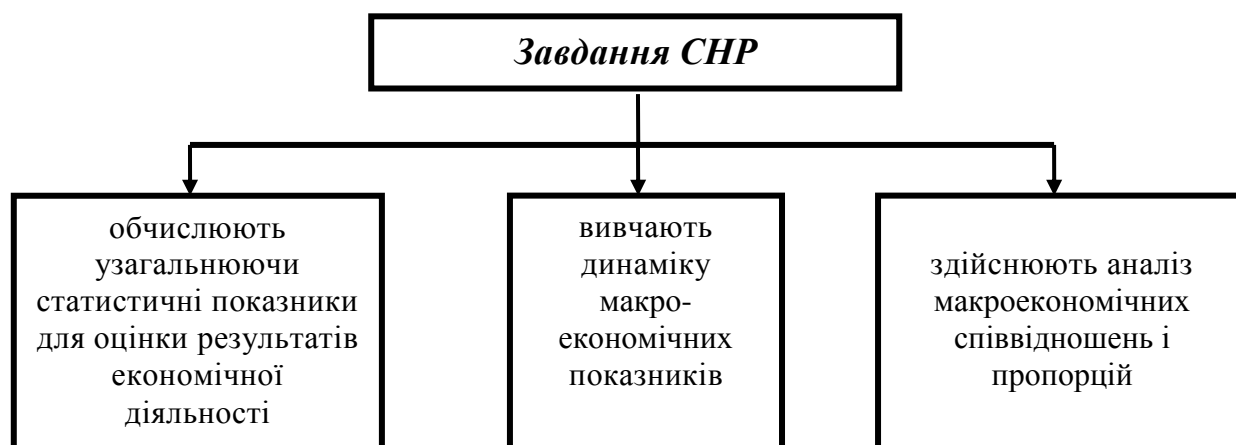 Завдання СНР
обчислюють
узагальнюючи
статистичні показники
для оцінки результатів
економічної
діяльності
вивчають
динаміку
макро-
економічних
показників
здійснюють аналіз
макроекономічних
співвідношень і
пропорцій